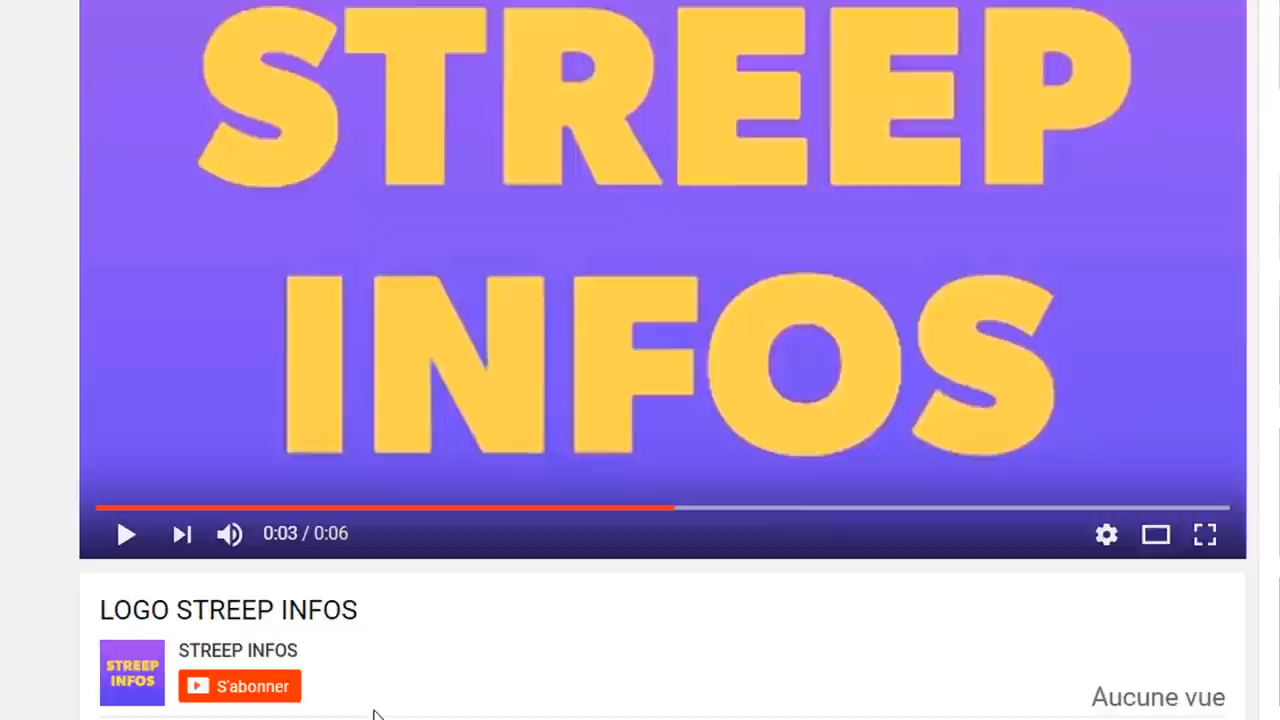 STREEP
INFOS
0:03 / 0:06
LOGO STREEP INFOS
STREEP INFOS
STREEP
INFOS
S'abonner
Aucune vue